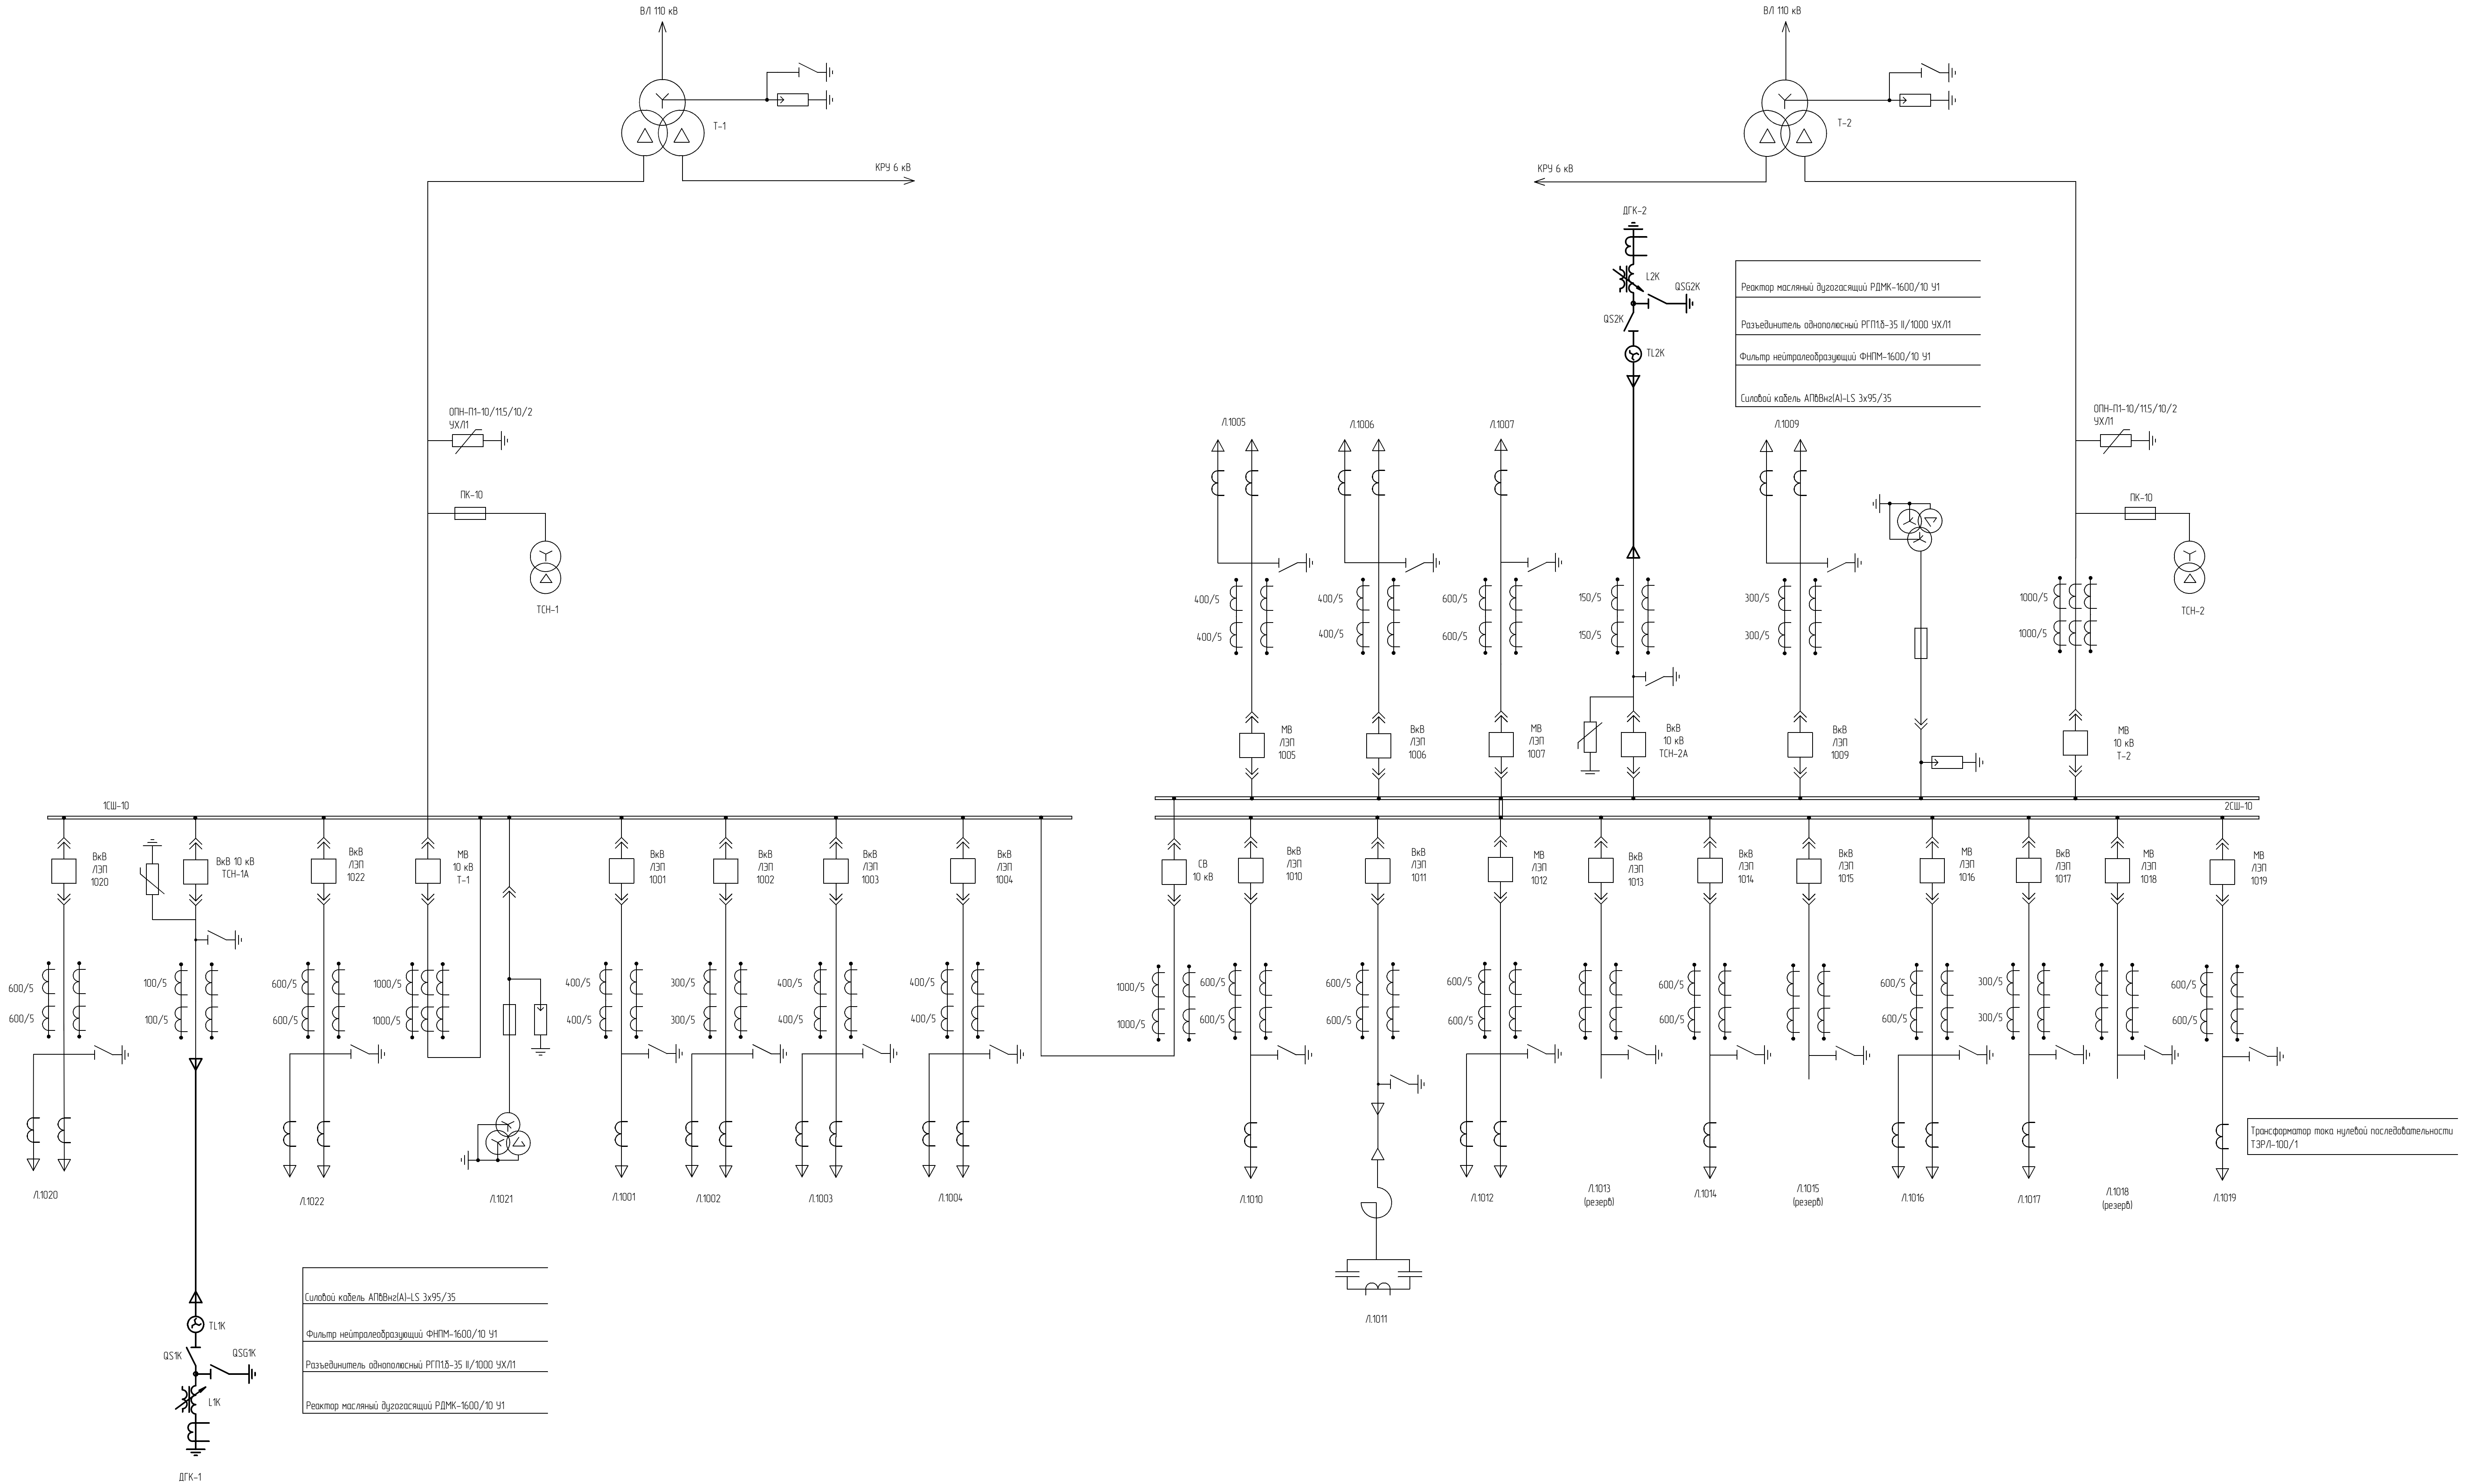 ВЛ 110 кВ
ВЛ 110 кВ
Т-1
Т-2
КРУ 6 кВ
КРУ 6 кВ
ДГК-2
L2K
QSG2K
QS2K
TL2K
Реактор масляный дугогасящий РДМК-1600/10 У1
Разъединитель однополюсный РГП1.б-35 II/1000 УХЛ1
Фильтр нейтралеобразующий ФНПМ-1600/10 У1
Силовой кабель АПвВнг(А)-LS 3х95/35
ОПН-П1-10/11.5/10/2
УХЛ1
ОПН-П1-10/11.5/10/2
УХЛ1
ПК-10
ПК-10
ТСН-1
ТСН-2
Л.1005
Л.1006
Л.1007
Л.1009
400/5
400/5
400/5
400/5
600/5
600/5
150/5
150/5
300/5
300/5
1000/5
1000/5
МВ
ЛЭП
1005
ВкВ
ЛЭП
1006
МВ
ЛЭП
1007
ВкВ
10 кВ
ТСН-2А
ВкВ
ЛЭП
1009
МВ
10 кВ
Т-2
1СШ-10
2СШ-10
ВкВ
ЛЭП
1020
ВкВ 10 кВ
ТСН-1А
ВкВ
ЛЭП
1022
МВ
10 кВ
Т-1
ВкВ
ЛЭП
1001
ВкВ
ЛЭП
1002
ВкВ
ЛЭП
1003
ВкВ
ЛЭП
1004
СВ
10 кВ
ВкВ
ЛЭП
1010
ВкВ
ЛЭП
1011
МВ
ЛЭП
1012
ВкВ
ЛЭП
1013
ВкВ
ЛЭП
1014
ВкВ
ЛЭП
1015
МВ
ЛЭП
1016
ВкВ
ЛЭП
1017
МВ
ЛЭП
1018
МВ
ЛЭП
1019
600/5
600/5
100/5
100/5
600/5
600/5
1000/5
1000/5
400/5
400/5
300/5
300/5
400/5
400/5
400/5
400/5
1000/5
1000/5
600/5
600/5
600/5
600/5
600/5
600/5
600/5
600/5
600/5
600/5
300/5
300/5
600/5
600/5
Трансформатор тока нулевой последовательности
ТЗРЛ-100/1
Л.1020
Л.1022
Л.1021
Л.1001
Л.1002
Л.1003
Л.1004
Л.1010
Л.1011
Л.1012
Л.1013
(резерв)
Л.1014
Л.1015
(резерв)
Л.1016
Л.1017
Л.1018
(резерв)
Л.1019
TL1K
QS1K
QSG1K
L1K
ДГК-1
Силовой кабель АПвВнг(А)-LS 3х95/35
Фильтр нейтралеобразующий ФНПМ-1600/10 У1
Разъединитель однополюсный РГП1.б-35 II/1000 УХЛ1
Реактор масляный дугогасящий РДМК-1600/10 У1